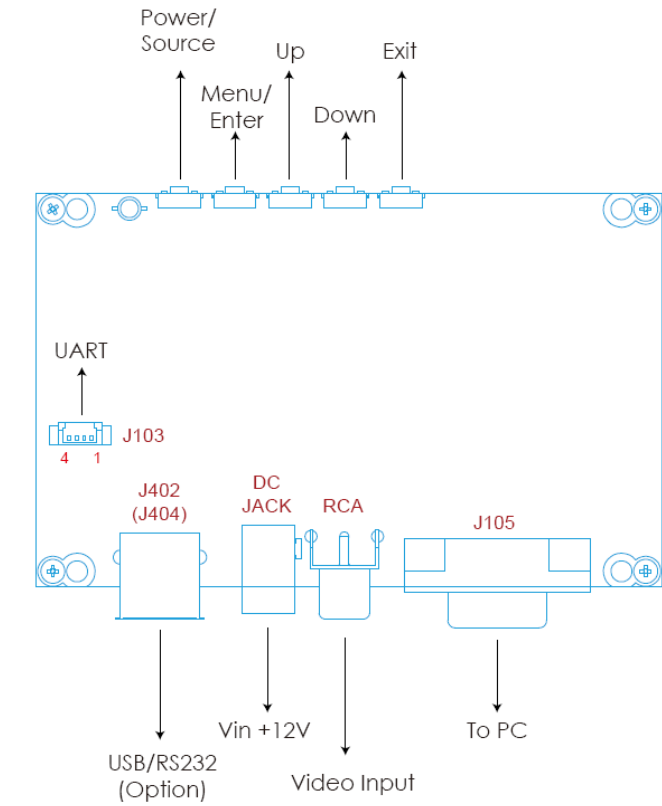 Power/
Source
Up
Exit
Menu/
Enter
Down
UART
J103
4 1
J402
(J404)
DC
JACK
RCA
J105
Vin +12V
To PC
USB/RS232
(Option)
Video Input